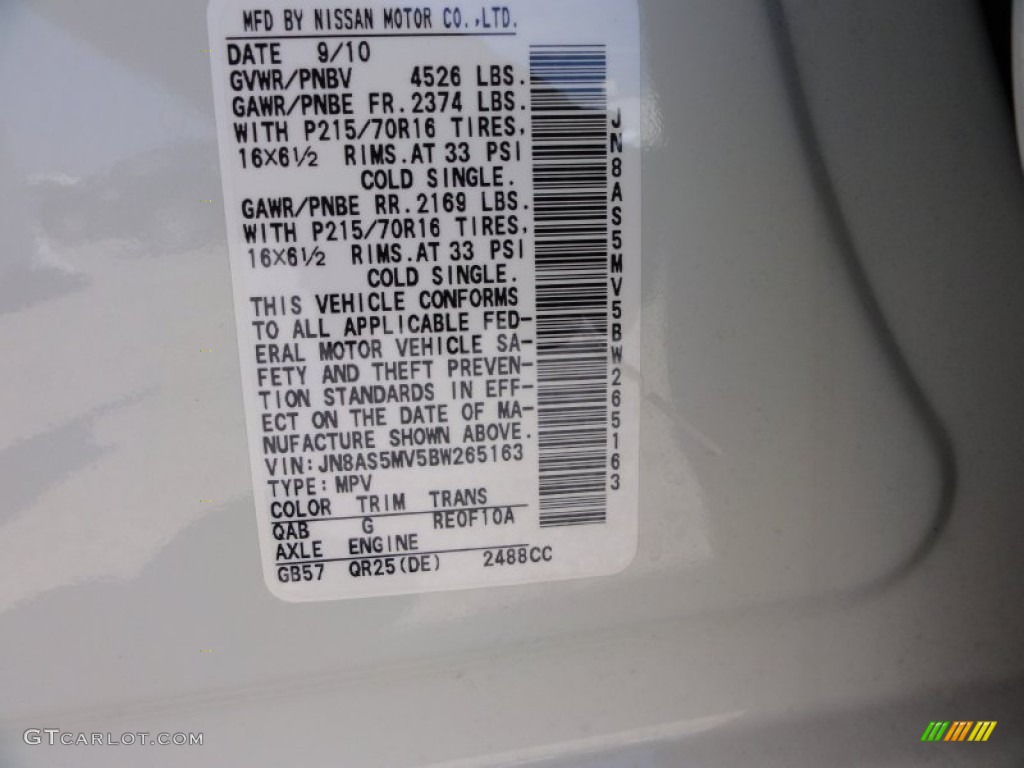 MFD BY NISSAN MOTOR CO.,LTD.
DATE 9/10
GVWR/PNBV 4526 LBS.
GAWR/PNBE FR.2374 LBS.
WITH P215/70R16 TIRES,
16X6½ RIMS.AT 33 PSI
COLD SINGLE.
GAWR/PNBE RR.2169 LBS.
WITH P215/70R16 TIRES,
16X6½ RIMS.AT 33 PSI
COLD SINGLE.
THIS VEHICLE CONFORMS
TO ALL APPLICABLE FED-
ERAL MOTOR VEHICLE SA-
FETY AND THEFT PREVEN-
TION STANDARDS IN EFF-
ECT ON THE DATE OF MA-
NUFACTURE SHOWN ABOVE.
VIN:JN8AS5MV5BW265163
TYPE:MPV
COLOR TRIM TRANS
QAB G RE0F10A
AXLE ENGINE
GB57 QR25(DE) 2488CC
JN8AS5MV5BW265163
GTCARLOT.COM